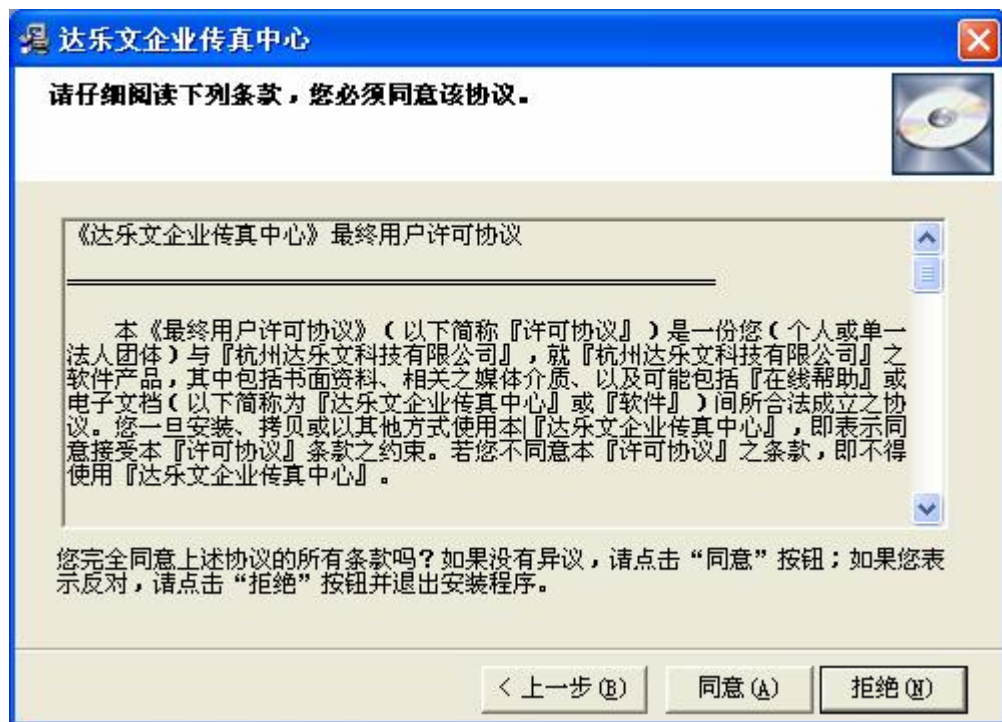 达乐文企业传真中心
请仔细阅读下列条款，您必须同意该协议。
《达乐文企业传真中心》最终用户许可协议
本《最终用户许可协议》（以下简称『许可协议』）是一份您（个人或单一
法人团体）与『杭州达乐文科技有限公司』，就『杭州达乐文科技有限公司』之
软件产品，其中包括书面资料、相关之媒体介质、以及可能包括『在线帮助』或
电子文档（以下简称为『达乐文企业传真中心』或『软件』）间所合法成立之协
议。您一旦安装、拷贝或以其他方式使用本『达乐文企业传真中心』，即表示同
意接受本『许可协议』条款之约束。若您不同意本『许可协议』之条款，即不得
使用『达乐文企业传真中心』。
您完全同意上述协议的所有条款吗？如果没有异议，请点击“同意”按钮；如果您表
示反对，请点击“拒绝”按钮并退出安装程序。
< 上一步(B) 同意(A) 拒绝(N)